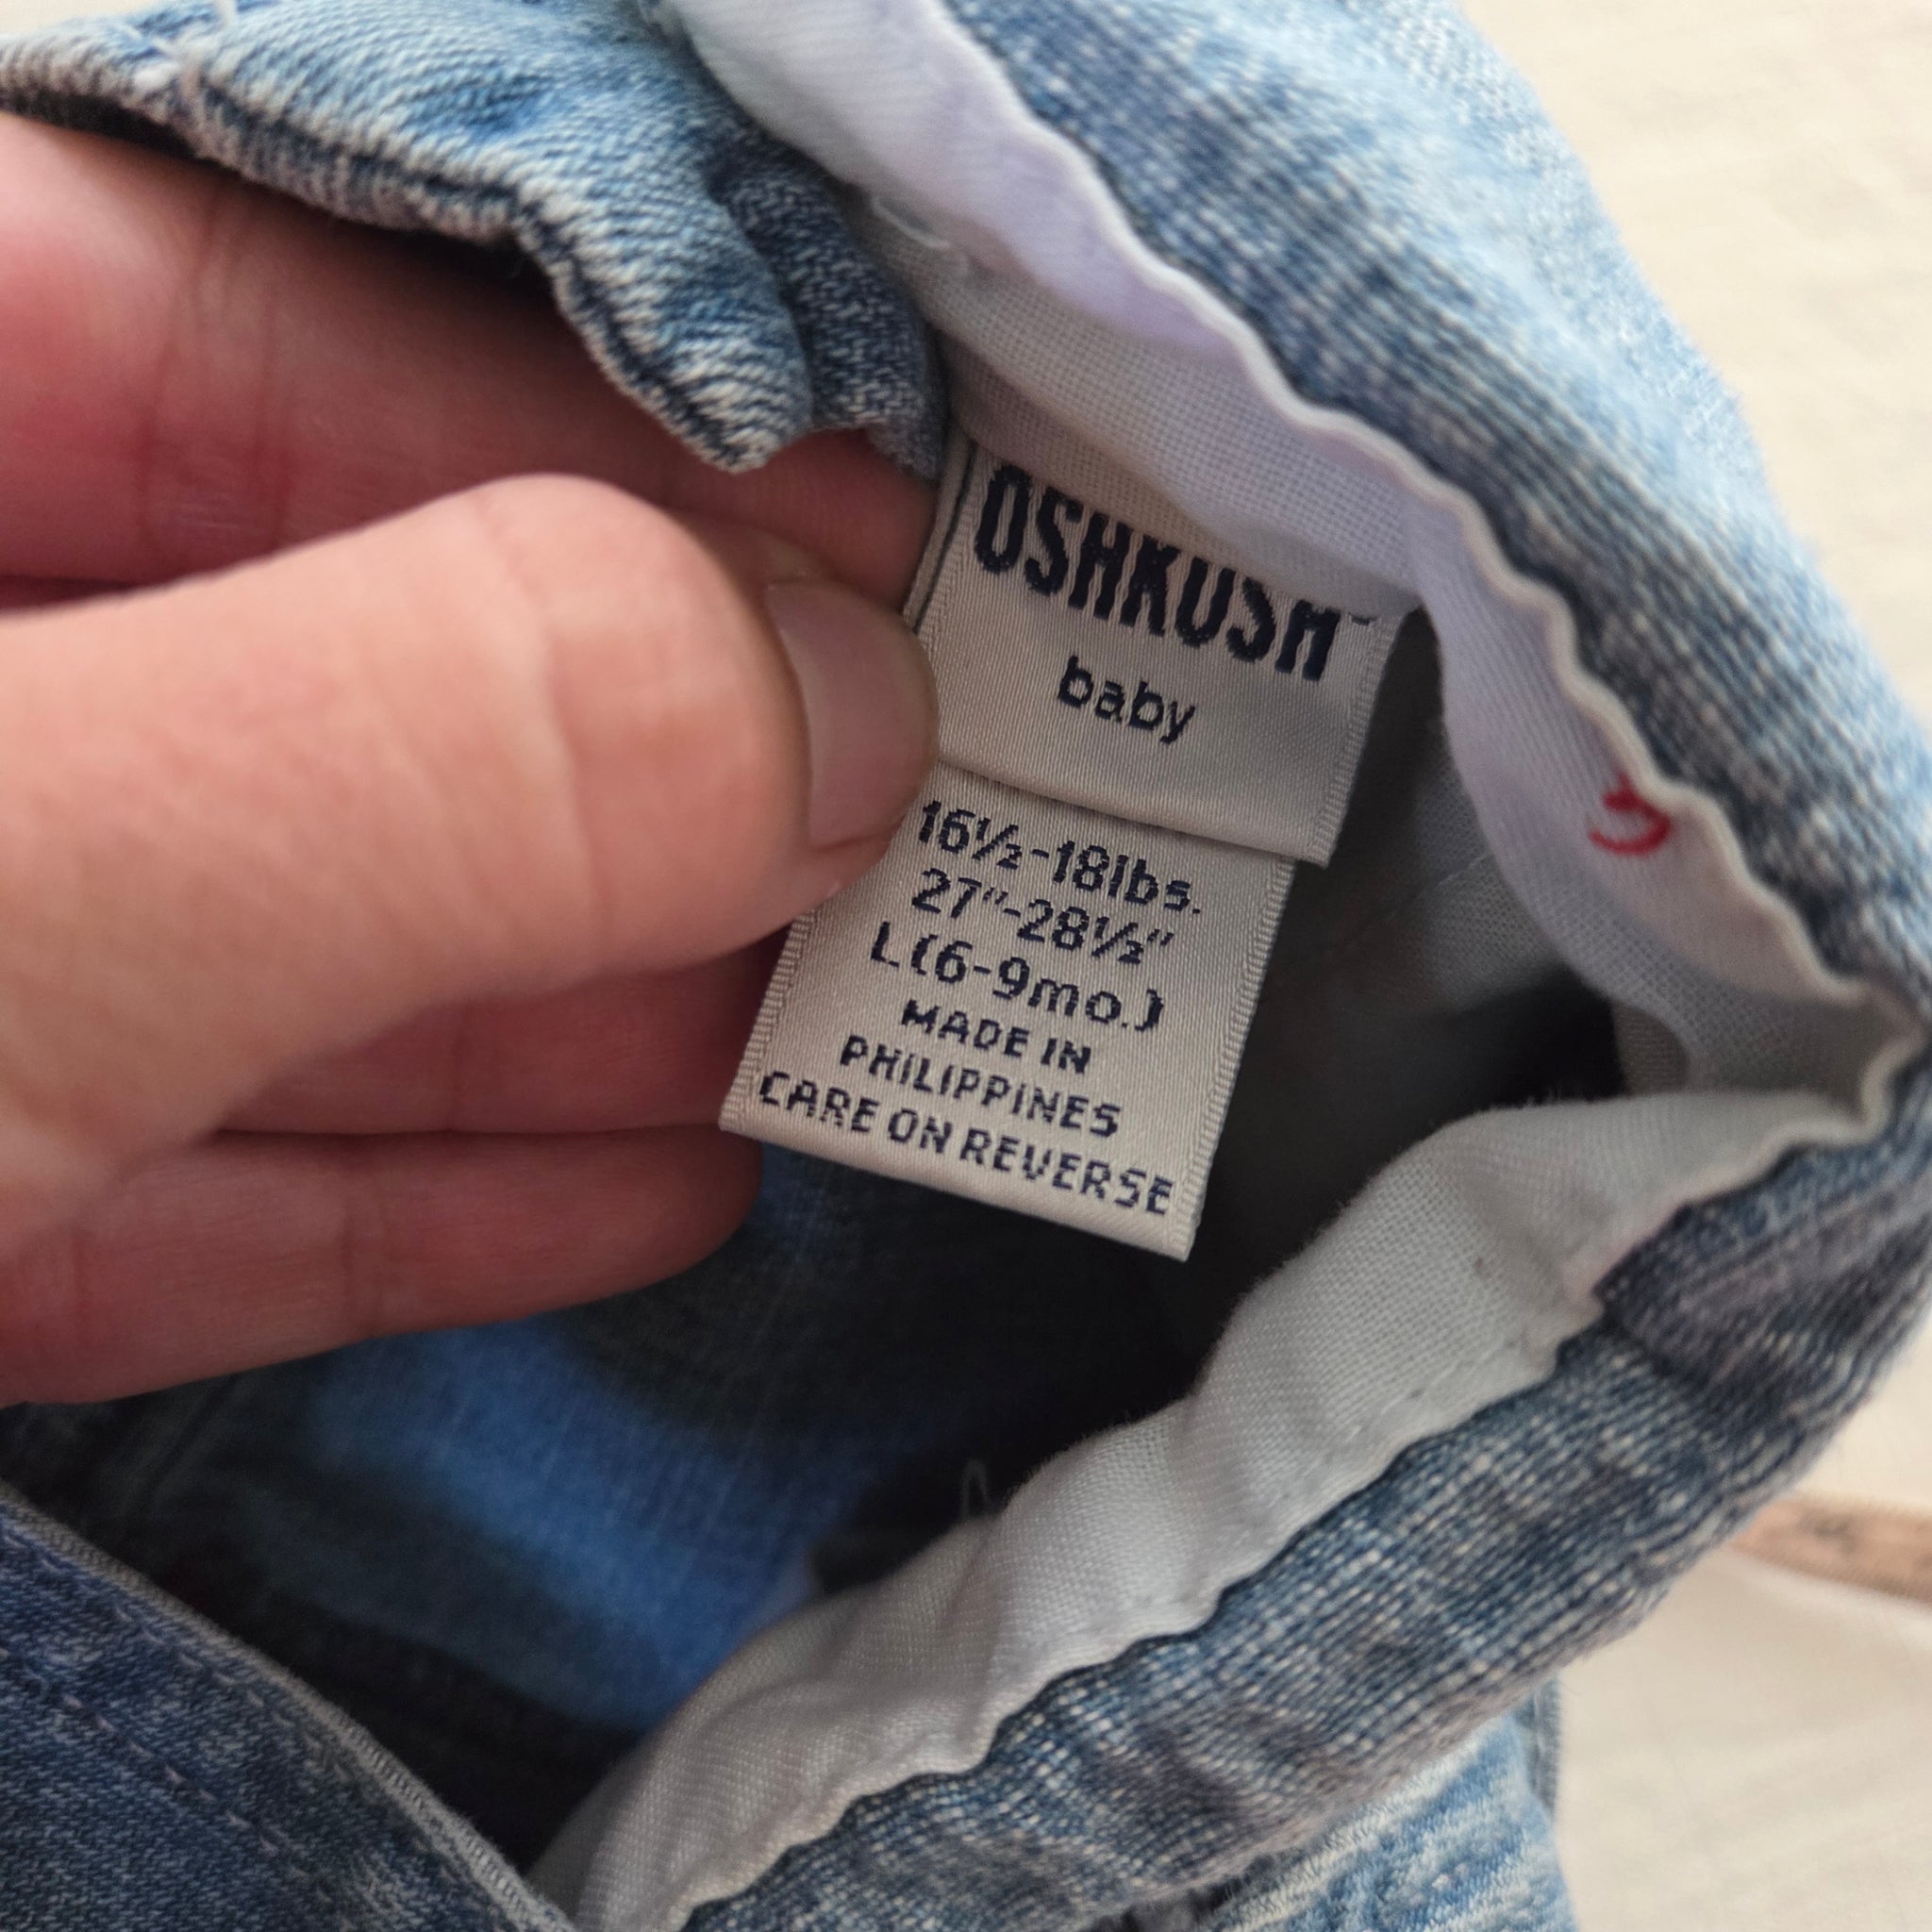 OSHKOSH
baby
16½-18lbs.
27"-28½"
L(6-9mo.)
MADE IN
PHILIPPINES
CARE ON REVERSE